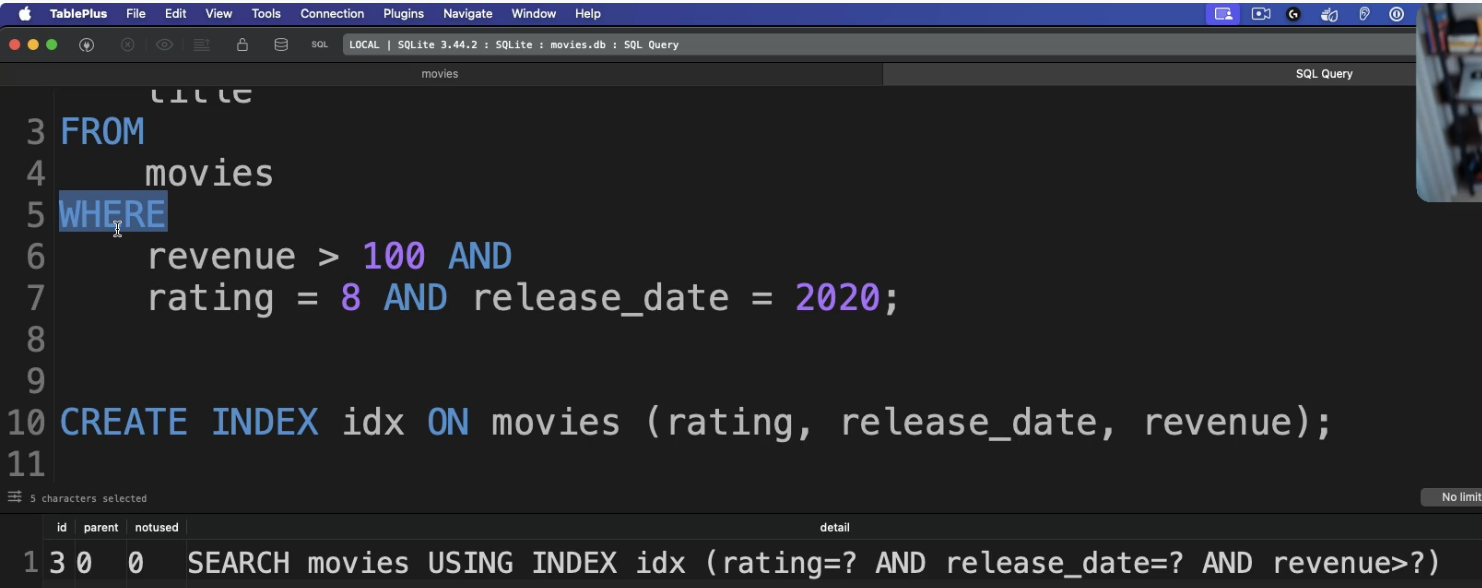 TablePlus File Edit View Tools Connection Plugins Navigate Window Help
SQL LOCAL | SQLite 3.44.2 : SQLite : movies.db : SQL Query
movies SQL Query
title
3 FROM
4 movies
5 WHERE
6 revenue > 100 AND
7 rating = 8 AND release_date = 2020;
8
9
10 CREATE INDEX idx ON movies (rating, release_date, revenue);
11
5 characters selected No limit
id parent notused detail
1 3 0 0 SEARCH movies USING INDEX idx (rating=? AND release_date=? AND revenue>?)